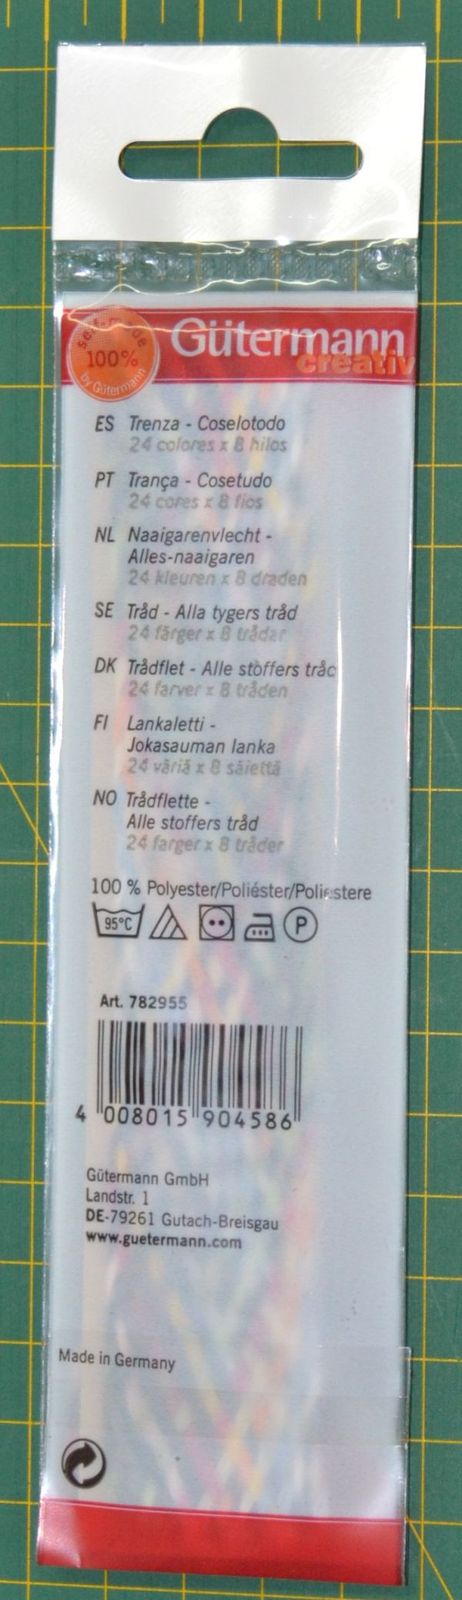 self-made
100%
by Gütermann
Gütermann
creativ
ES Trenza - Coselotodo
24 colores x 8 hilos
PT Trança - Cosetudo
24 cores x 8 fios
NL Naaigarenvlecht -
Alles-naaigaren
24 kleuren x 8 draden
SE Tråd - Alla tygers tråd
24 färger x 8 trådar
DK Trådflet - Alle stoffers tråd
24 farver x 8 tråden
FI Lankaletti -
Jokasauman lanka
24 väriä x 8 säiettä
NO Trådflette -
Alle stoffers tråd
24 farger x 8 tråder
100 % Polyester/Poliéster/Poliestere
95°C
P
Art. 782955
4 008015 904586
Gütermann GmbH
Landstr. 1
DE-79261 Gutach-Breisgau
www.guetermann.com
Made in Germany